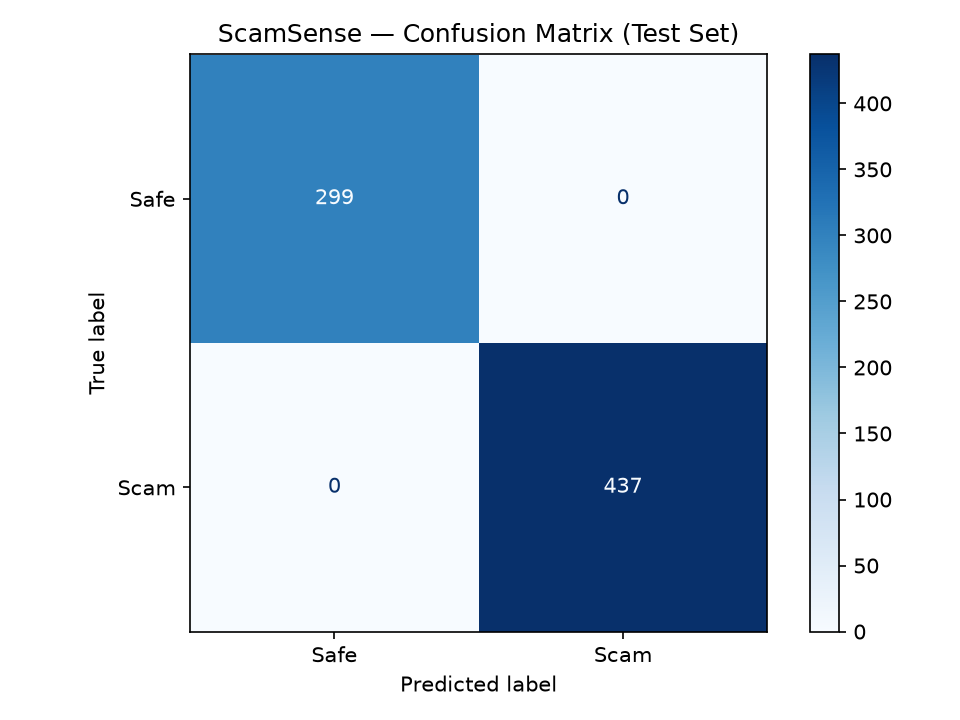 ScamSense — Confusion Matrix (Test Set)
True label
Safe
Scam
299
0
0
437
Safe
Scam
Predicted label
400
350
300
250
200
150
100
50
0